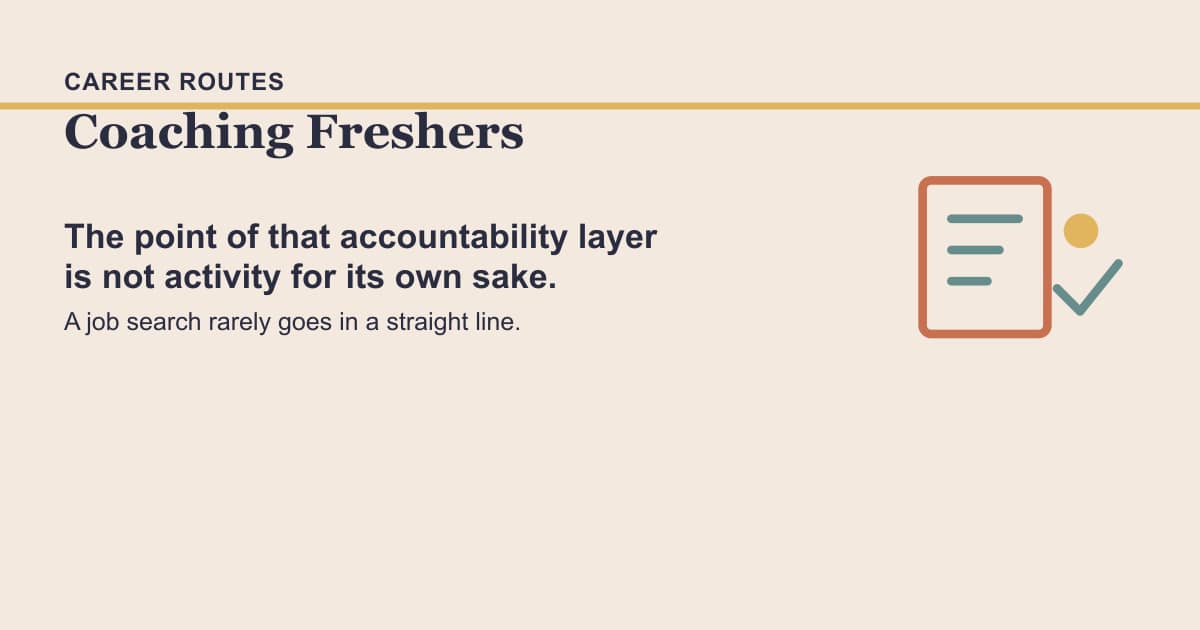 CAREER ROUTES
Coaching Freshers
The point of that accountability layer
is not activity for its own sake.
A job search rarely goes in a straight line.